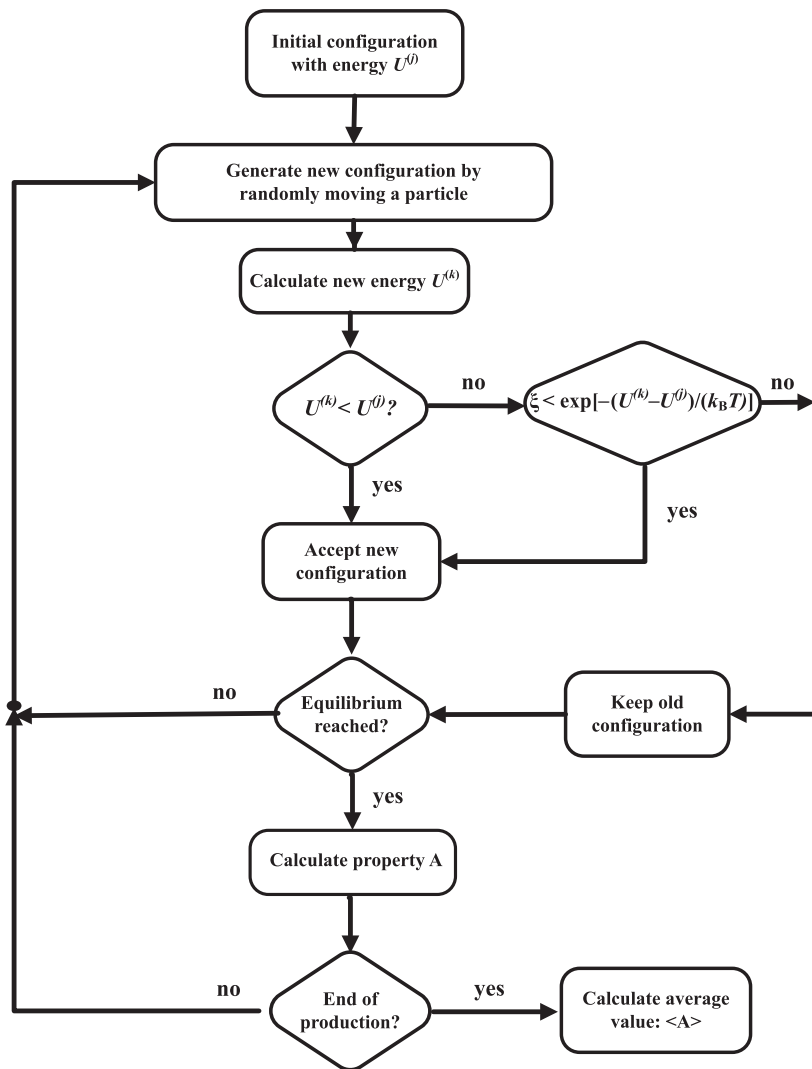 Initial configuration
with energy U^(j)
Generate new configuration by
randomly moving a particle
Calculate new energy U^(k)
U^(k)< U^(j)?
no
ξ < exp[−(U^(k)−U^(j))/(k_BT)]
no
yes
yes
Accept new
configuration
no
Equilibrium
reached?
Keep old
configuration
yes
Calculate property A
no
End of
production?
yes
Calculate average
value: <A>